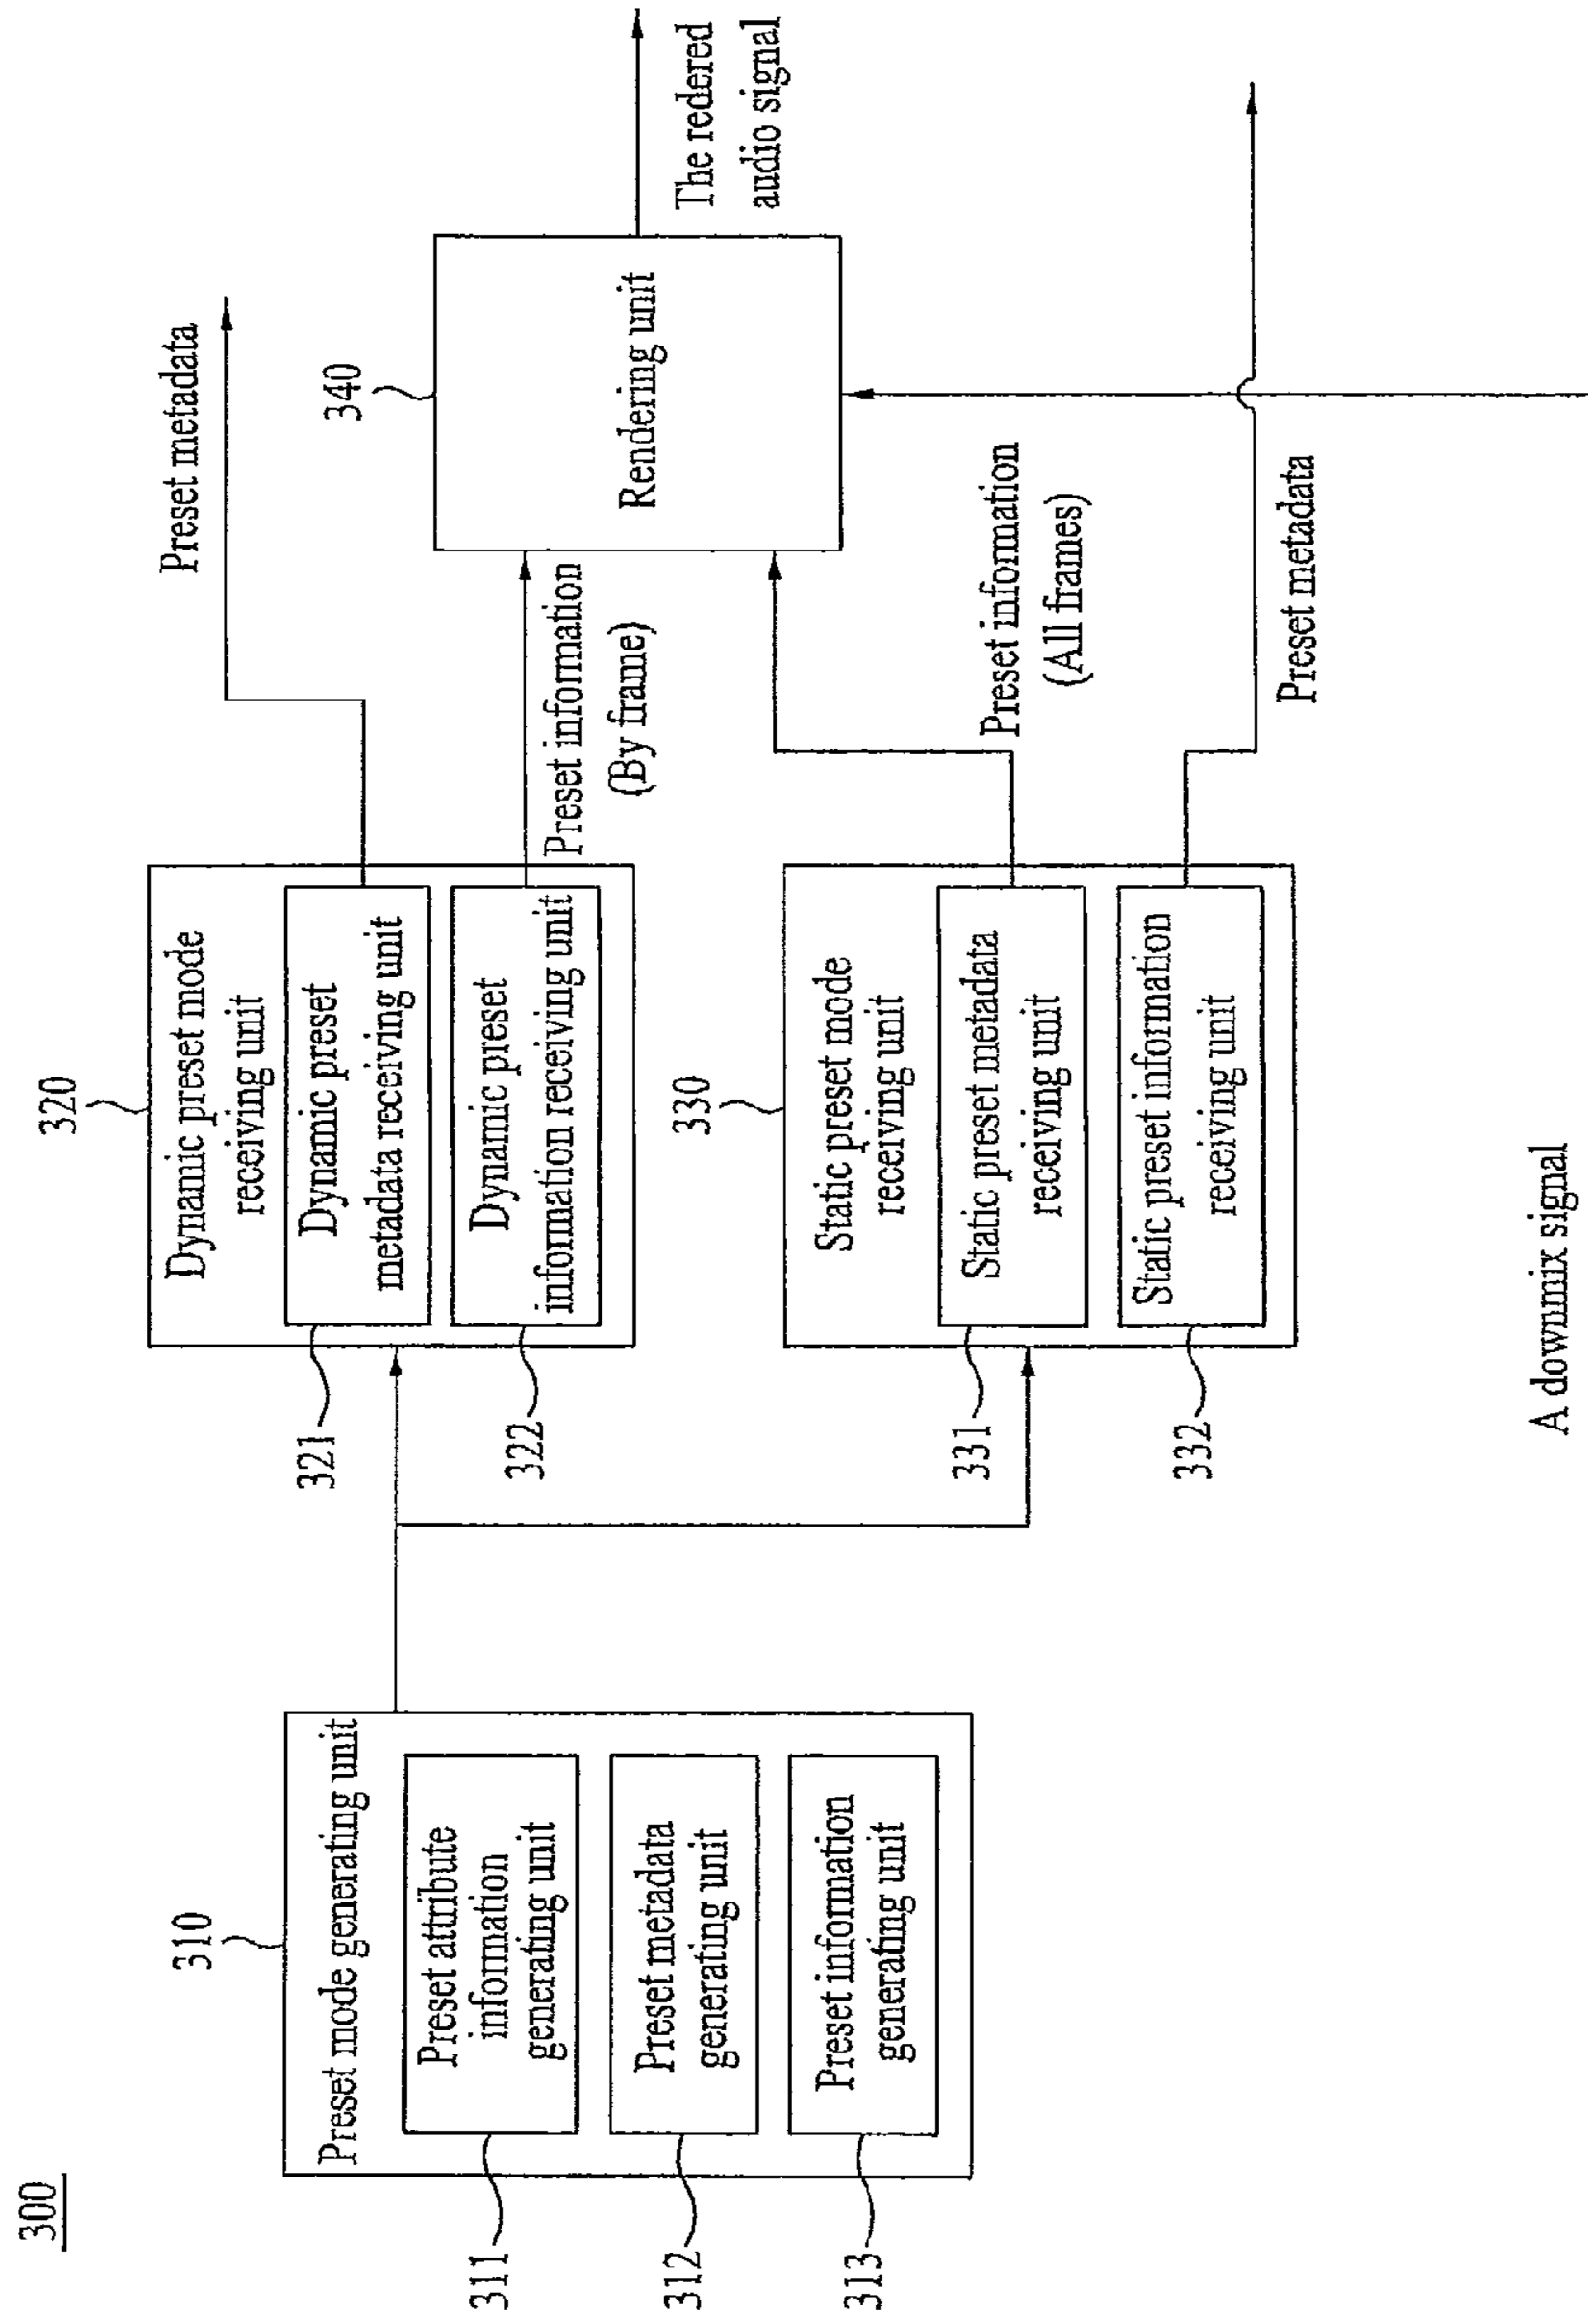 300
310
Preset mode generating unit
311
Preset attribute
information
generating unit
312
Preset metadata
generating unit
313
Preset information
generating unit
320
Dynamic preset mode
receiving unit
321
Dynamic preset
metadata receiving unit
322
Dynamic preset
information receiving unit
330
Static preset mode
receiving unit
331
Static preset metadata
receiving unit
332
Static preset information
receiving unit
Preset metadata
Preset information
(By frame)
340
Rendering unit
Preset information
(All frames)
Preset metadata
The redered
audio signal
A downmix signal